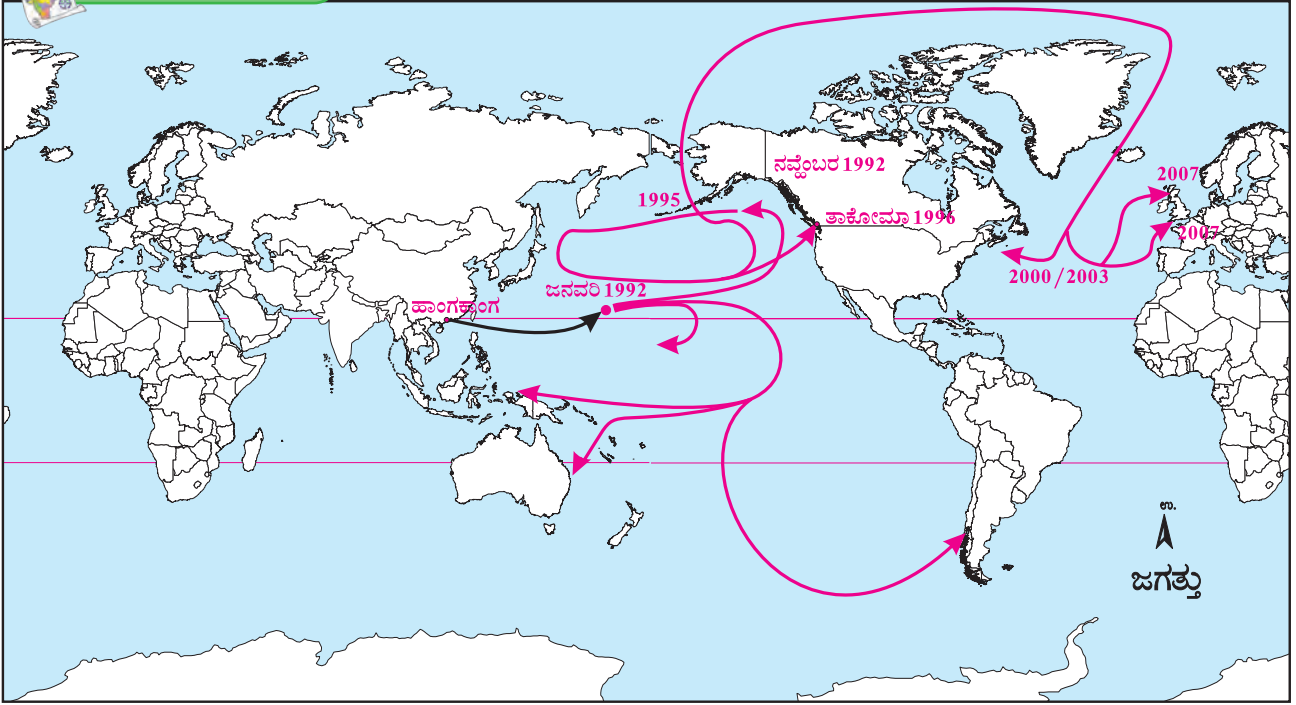 ನವ್ಹೆಂಬರ 1992
2007
1995
ತಾಕೋಮಾ 1996
2007
2000 / 2003
ಜನವರಿ 1992
ಹಾಂಗಕಾಂಗ
ಉ.
ಜಗತ್ತು